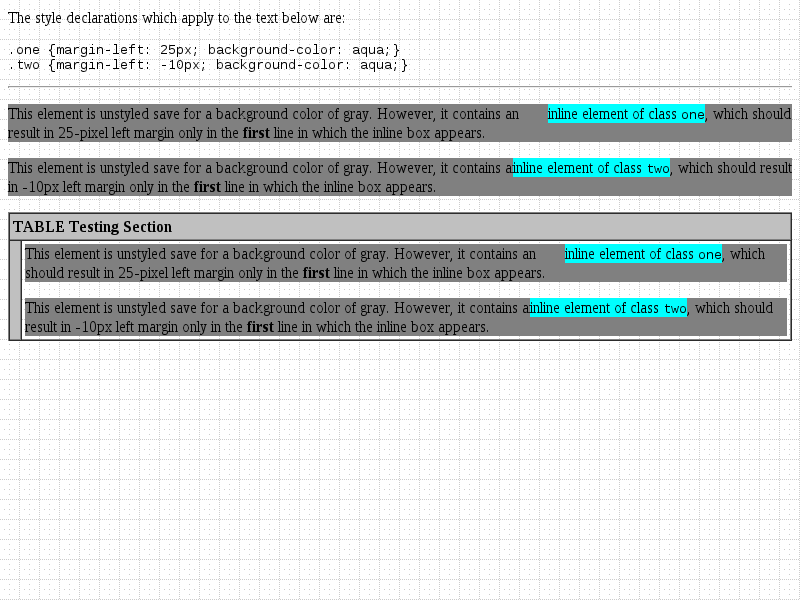 The style declarations which apply to the text below are:
.one {margin-left: 25px; background-color: aqua;}
.two {margin-left: -10px; background-color: aqua;}
This element is unstyled save for a background color of gray. However, it contains an inline element of class one, which should
result in 25-pixel left margin only in the first line in which the inline box appears.
This element is unstyled save for a background color of gray. However, it contains a inline element of class two, which should result
in -10px left margin only in the first line in which the inline box appears.
TABLE Testing Section
This element is unstyled save for a background color of gray. However, it contains an inline element of class one, which
should result in 25-pixel left margin only in the first line in which the inline box appears.
This element is unstyled save for a background color of gray. However, it contains a inline element of class two, which should
result in -10px left margin only in the first line in which the inline box appears.